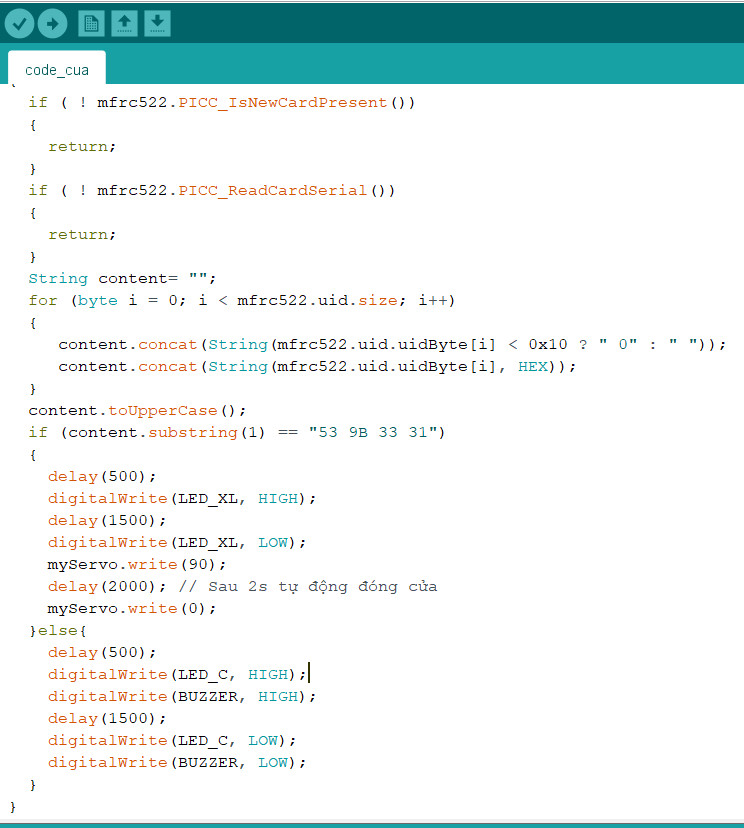 code_cua
if ( ! mfrc522.PICC_IsNewCardPresent())
{
return;
}
if ( ! mfrc522.PICC_ReadCardSerial())
{
return;
}
String content= "";
for (byte i = 0; i < mfrc522.uid.size; i++)
{
content.concat(String(mfrc522.uid.uidByte[i] < 0x10 ? " 0" : " "));
content.concat(String(mfrc522.uid.uidByte[i], HEX));
}
content.toUpperCase();
if (content.substring(1) == "53 9B 33 31")
{
delay(500);
digitalWrite(LED_XL, HIGH);
delay(1500);
digitalWrite(LED_XL, LOW);
myServo.write(90);
delay(2000); // Sau 2s tự động đóng cửa
myServo.write(0);
}else{
delay(500);
digitalWrite(LED_C, HIGH);
digitalWrite(BUZZER, HIGH);
delay(1500);
digitalWrite(LED_C, LOW);
digitalWrite(BUZZER, LOW);
}
}